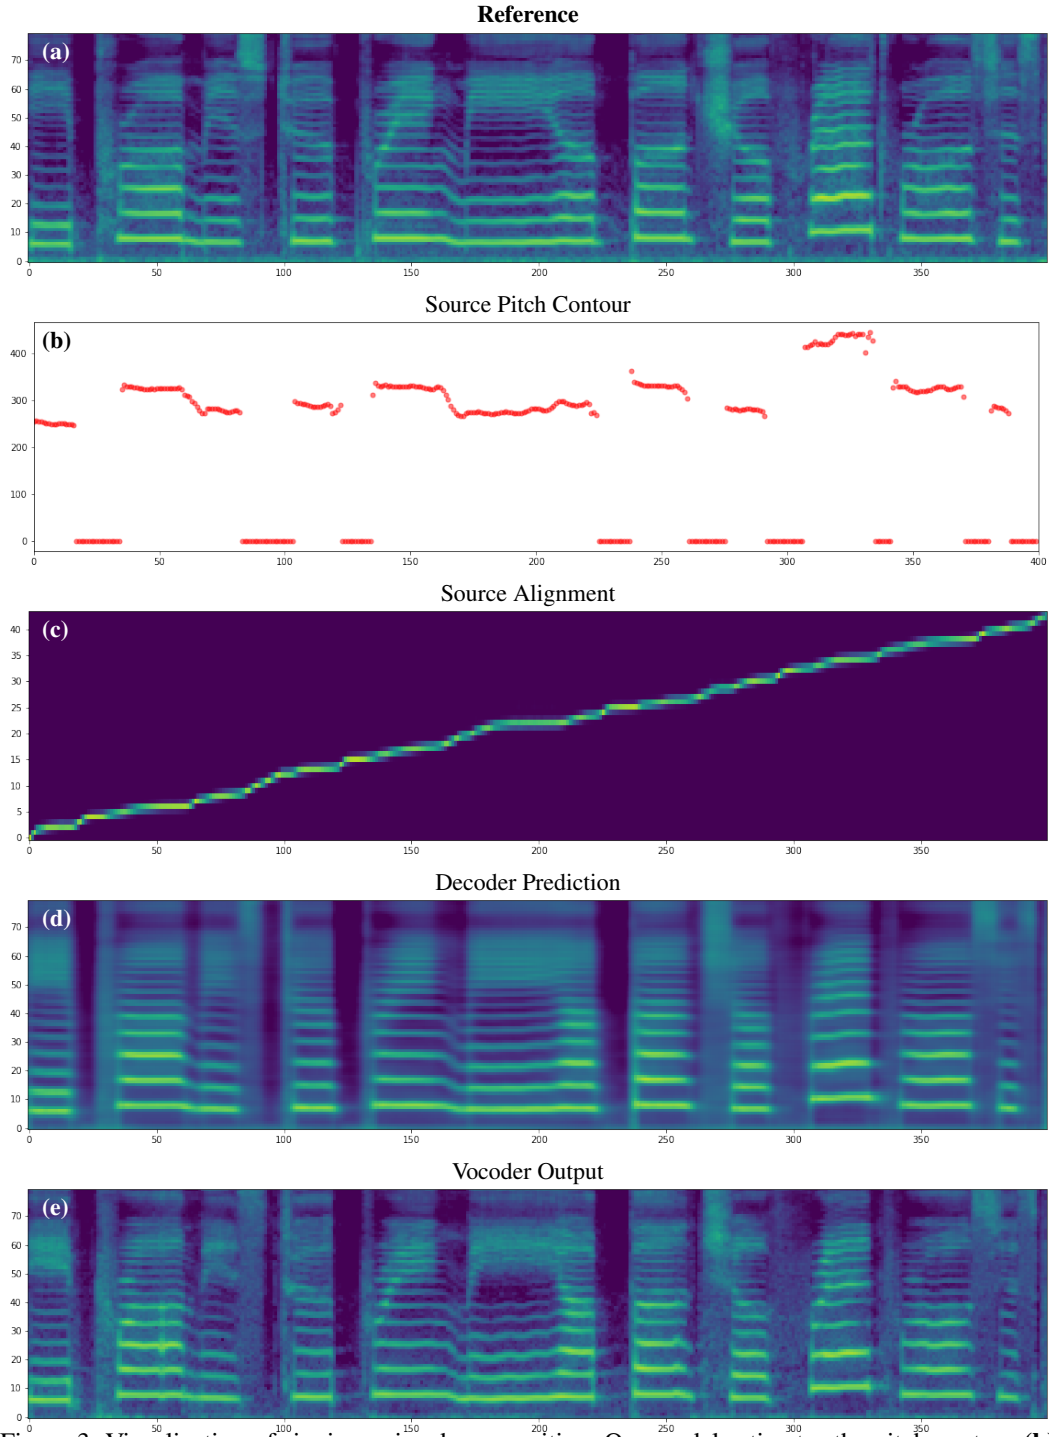 Reference
(a)
70
60
50
40
30
20
10
0
0 50 100 150 200 250 300 350
Source Pitch Contour
(b)
400
300
200
100
0
0 50 100 150 200 250 300 350 400
Source Alignment
(c)
40
35
30
25
20
15
10
5
0
0 50 100 150 200 250 300 350
Decoder Prediction
(d)
70
60
50
40
30
20
10
0
0 50 100 150 200 250 300 350
Vocoder Output
(e)
70
60
50
40
30
20
10
0
0 50 100 150 200 250 300 350